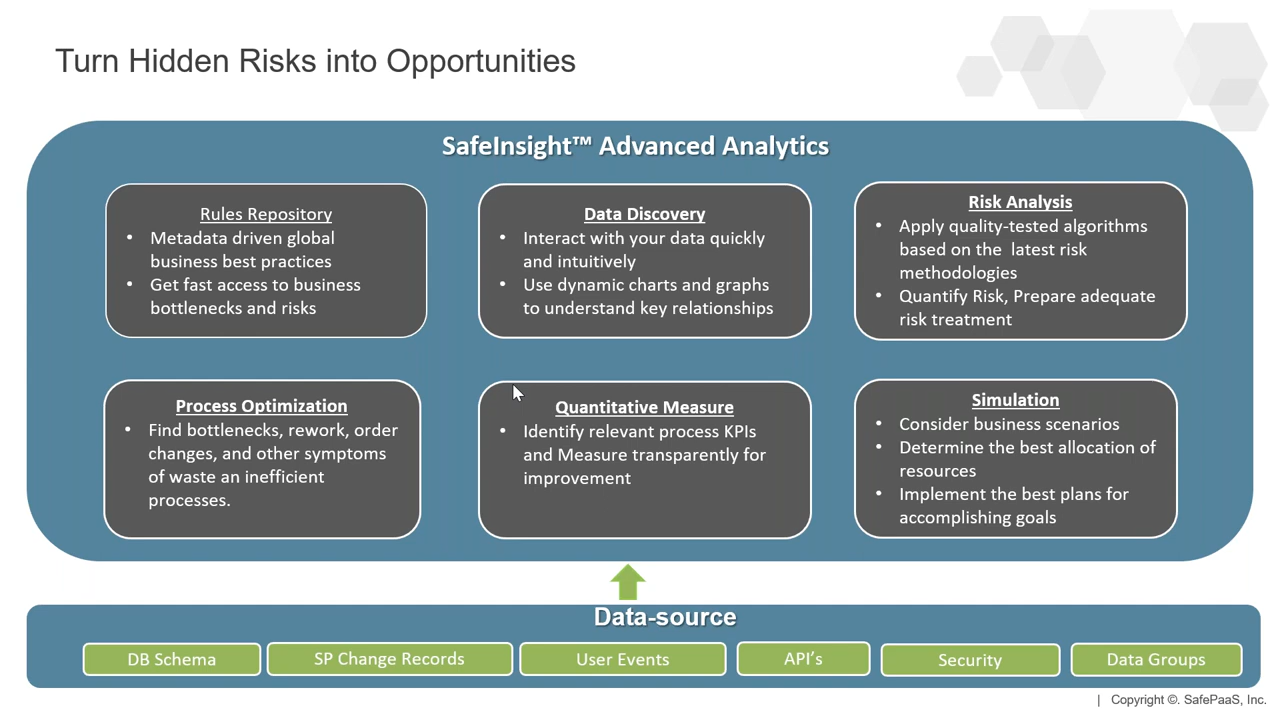 Turn Hidden Risks into Opportunities
SafeInsight™ Advanced Analytics
Rules Repository
• Metadata driven global
business best practices
• Get fast access to business
bottlenecks and risks
Data Discovery
• Interact with your data quickly
and intuitively
• Use dynamic charts and graphs
to understand key relationships
Risk Analysis
• Apply quality-tested algorithms
based on the latest risk
methodologies
• Quantify Risk, Prepare adequate
risk treatment
Process Optimization
• Find bottlenecks, rework, order
changes, and other symptoms
of waste an inefficient
processes.
Quantitative Measure
• Identify relevant process KPIs
and Measure transparently for
improvement
Simulation
• Consider business scenarios
• Determine the best allocation of
resources
• Implement the best plans for
accomplishing goals
Data-source
DB Schema
SP Change Records
User Events
API’s
Security
Data Groups
| Copyright ©. SafePaaS, Inc.